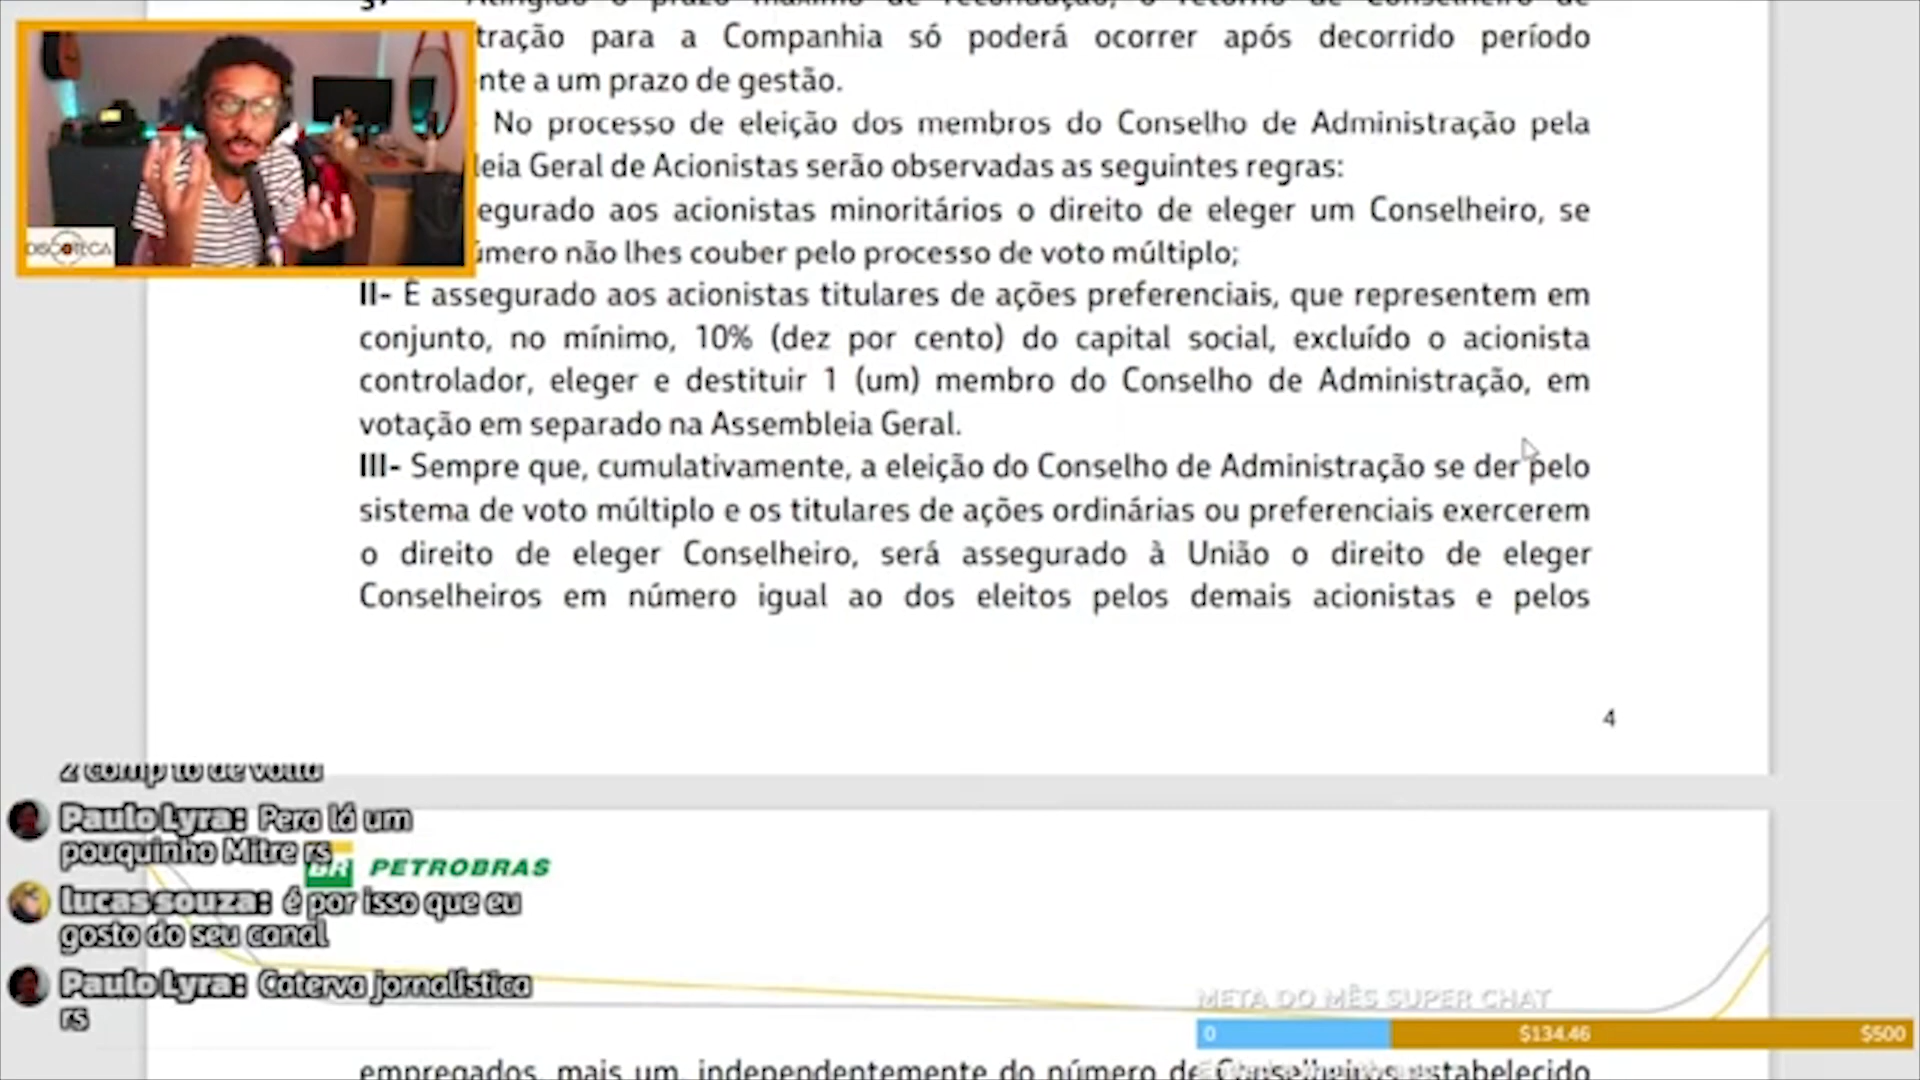 tração para a Companhia só poderá ocorrer após decorrido período
nte a um prazo de gestão.
No processo de eleição dos membros do Conselho de Administração pela
leia Geral de Acionistas serão observadas as seguintes regras:
egurado aos acionistas minoritários o direito de eleger um Conselheiro, se
úmero não lhes couber pelo processo de voto múltiplo;
II- É assegurado aos acionistas titulares de ações preferenciais, que representem em
conjunto, no mínimo, 10% (dez por cento) do capital social, excluído o acionista
controlador, eleger e destituir 1 (um) membro do Conselho de Administração, em
votação em separado na Assembleia Geral.
III- Sempre que, cumulativamente, a eleição do Conselho de Administração se der pelo
sistema de voto múltiplo e os titulares de ações ordinárias ou preferenciais exercerem
o direito de eleger Conselheiro, será assegurado à União o direito de eleger
Conselheiros em número igual ao dos eleitos pelos demais acionistas e pelos
4
DISCOTECA
de volta
Paulo Lyra: Pera lá um
pouquinho Mitre rs
BR PETROBRAS
lucas souza: é por isso que eu
gosto do seu canal
Paulo Lyra: Caterva jornalística
rs
META DO MÊS SUPER CHAT
0 $134.46 $500
empregados, mais um, independentemente do número de Conselheiros estabelecido